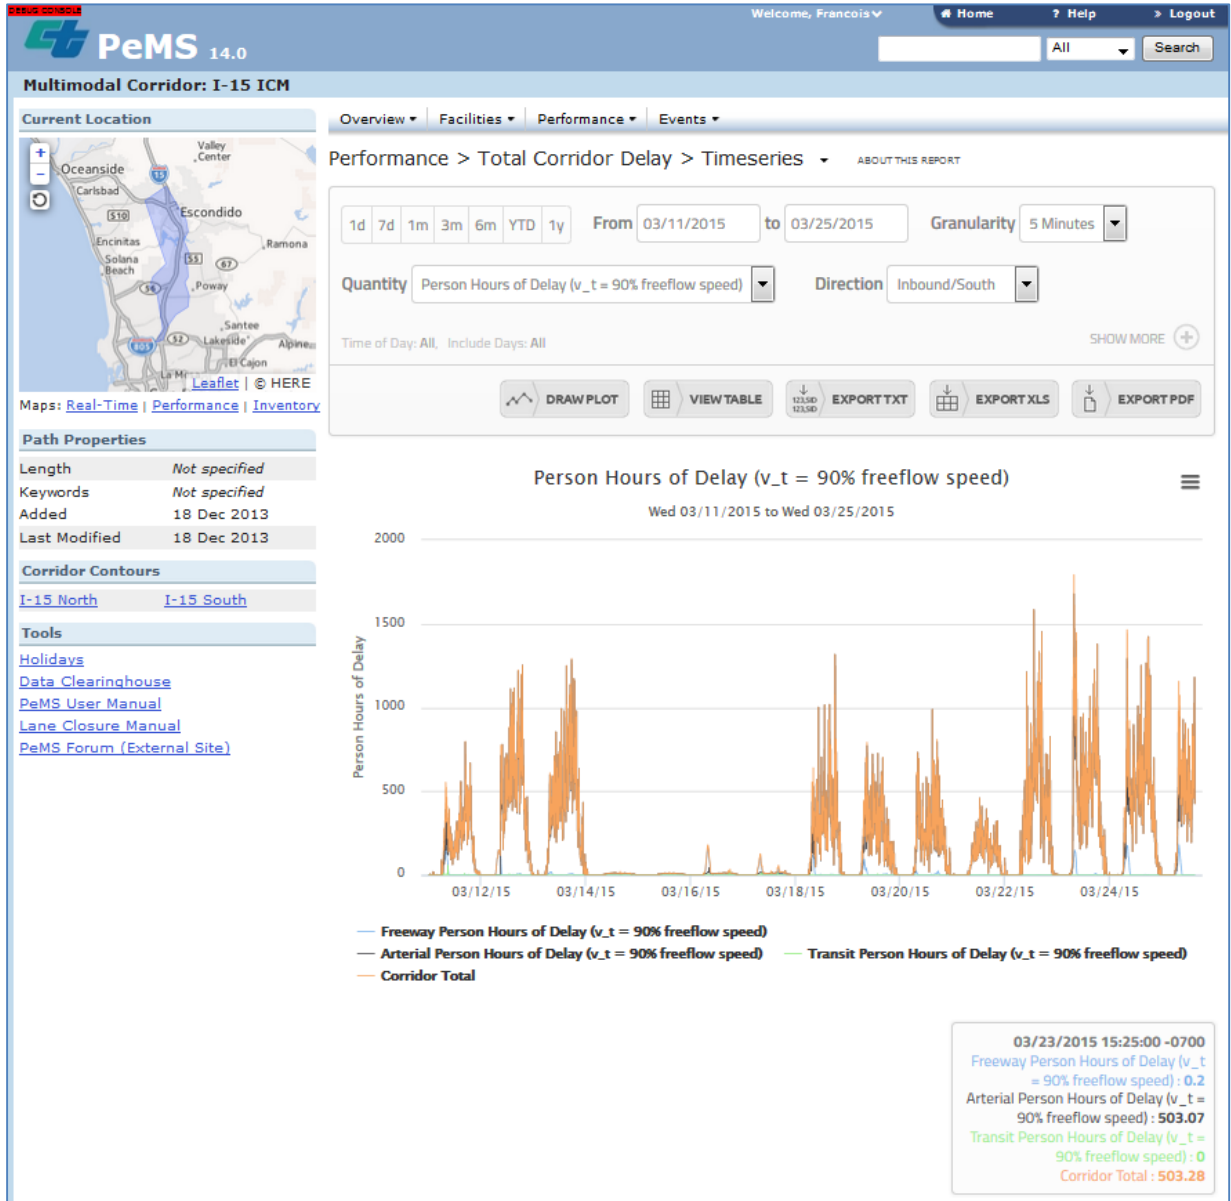 DEBUG CONSOLE
Welcome, Francois
Home
? Help
» Logout
PeMS 14.0
All
Search
Multimodal Corridor: I-15 ICM
Current Location
+
-
Valley
Center
Oceanside
15
Carlsbad
S10
Escondido
Encinitas
Ramona
Solana
Beach
S5
67
56
Poway
Santee
52
Lakeside
Alpine
805
El Cajon
La M
Leaflet | © HERE
Maps: Real-Time | Performance | Inventory
Path Properties
Length Not specified
Keywords Not specified
Added 18 Dec 2013
Last Modified 18 Dec 2013
Corridor Contours
I-15 North I-15 South
Tools
Holidays
Data Clearinghouse
PeMS User Manual
Lane Closure Manual
PeMS Forum (External Site)
Overview Facilities Performance Events
Performance > Total Corridor Delay > Timeseries ABOUT THIS REPORT
1d 7d 1m 3m 6m YTD 1y From 03/11/2015 to 03/25/2015 Granularity 5 Minutes
Quantity Person Hours of Delay (v_t = 90% freeflow speed) Direction Inbound/South
Time of Day: All, Include Days: All SHOW MORE +
DRAW PLOT VIEW TABLE 123,SID 123,SID EXPORT TXT EXPORT XLS EXPORT PDF
Person Hours of Delay (v_t = 90% freeflow speed)
Wed 03/11/2015 to Wed 03/25/2015
Person Hours of Delay
2000
1500
1000
500
0
03/12/15 03/14/15 03/16/15 03/18/15 03/20/15 03/22/15 03/24/15
Freeway Person Hours of Delay (v_t = 90% freeflow speed)
Arterial Person Hours of Delay (v_t = 90% freeflow speed) Transit Person Hours of Delay (v_t = 90% freeflow speed)
Corridor Total
03/23/2015 15:25:00 -0700
Freeway Person Hours of Delay (v_t
= 90% freeflow speed) : 0.2
Arterial Person Hours of Delay (v_t =
90% freeflow speed) : 503.07
Transit Person Hours of Delay (v_t =
90% freeflow speed) : 0
Corridor Total : 503.28